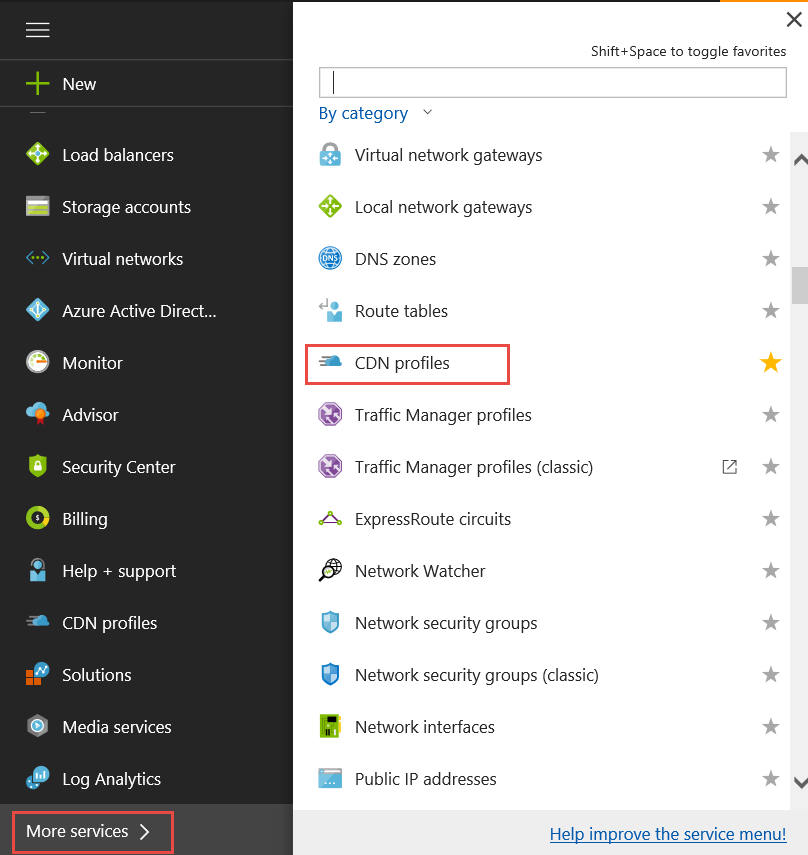 New
Load balancers
Storage accounts
Virtual networks
Azure Active Direct...
Monitor
Advisor
Security Center
Billing
Help + support
CDN profiles
Solutions
Media services
Log Analytics
More services
Shift+Space to toggle favorites
By category
Virtual network gateways
Local network gateways
DNS
DNS zones
Route tables
CDN profiles
Traffic Manager profiles
Traffic Manager profiles (classic)
ExpressRoute circuits
Network Watcher
Network security groups
Network security groups (classic)
Network interfaces
Public IP addresses
Help improve the service menu!